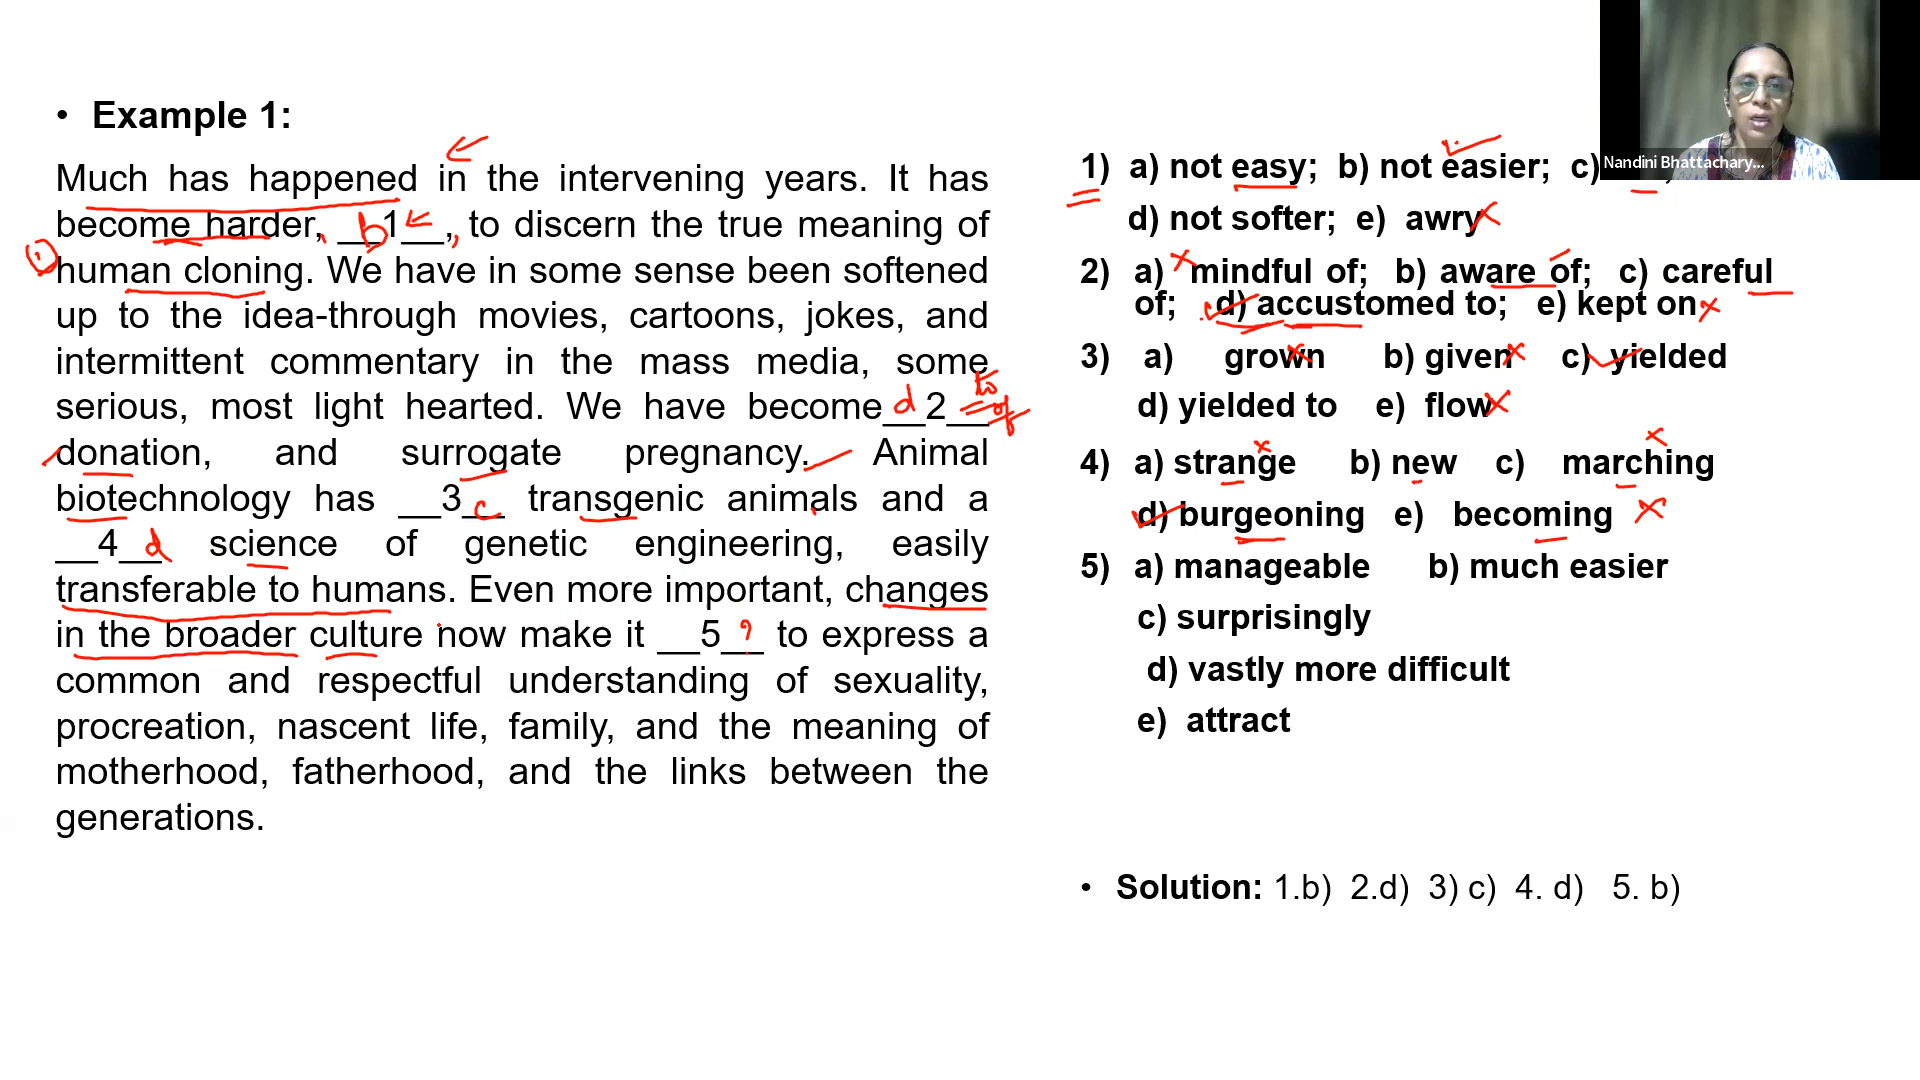 • Example 1:
Much has happened in the intervening years. It has
become harder, __b1__, to discern the true meaning of
human cloning. We have in some sense been softened
up to the idea-through movies, cartoons, jokes, and
intermittent commentary in the mass media, some
serious, most light hearted. We have become__d2__ to of
donation, and surrogate pregnancy. Animal
biotechnology has __3c__ transgenic animals and a
__4d__ science of genetic engineering, easily
transferable to humans. Even more important, changes
in the broader culture now make it __5?__ to express a
common and respectful understanding of sexuality,
procreation, nascent life, family, and the meaning of
motherhood, fatherhood, and the links between the
generations.
1) a) not easy; b) not easier; c)
d) not softer; e) awry
2) a) mindful of; b) aware of; c) careful
of; d) accustomed to; e) kept on
3) a) grown b) given c) yielded
d) yielded to e) flow
4) a) strange b) new c) marching
d) burgeoning e) becoming
5) a) manageable b) much easier
c) surprisingly
d) vastly more difficult
e) attract
• Solution: 1.b) 2.d) 3) c) 4. d) 5. b)
Nandini Bhattachary...